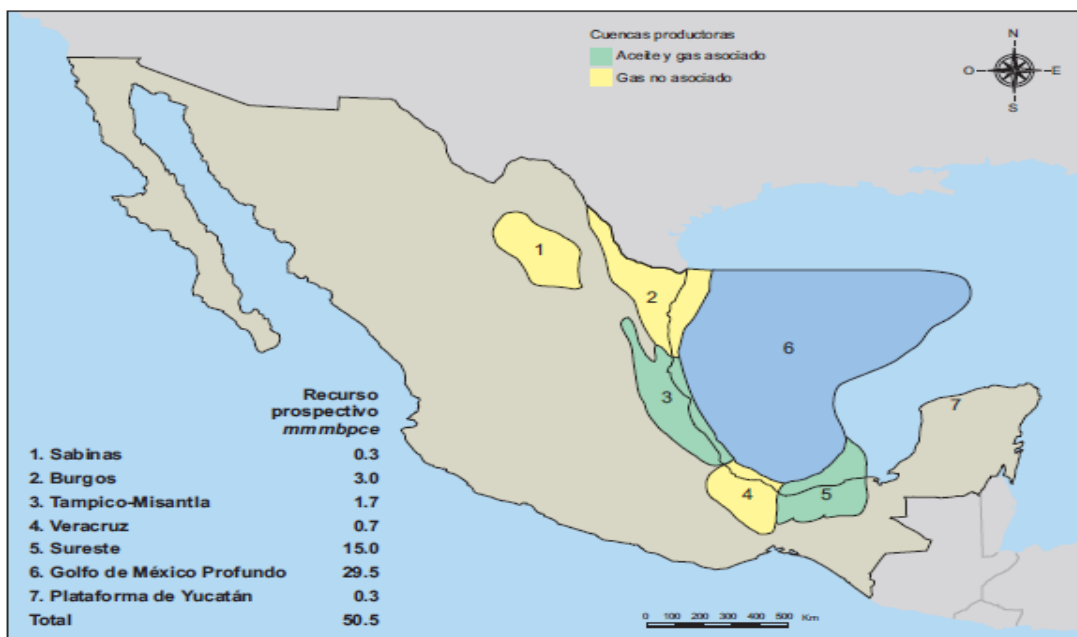 Cuencas productoras
Aceite y gas asociado
Gas no asociado
N
O
E
S
1
2
3
4
5
6
7
Recurso
prospectivo
mmmbpce
1. Sabinas 0.3
2. Burgos 3.0
3. Tampico-Misantla 1.7
4. Veracruz 0.7
5. Sureste 15.0
6. Golfo de México Profundo 29.5
7. Plataforma de Yucatán 0.3
Total 50.5
0 100 200 300 400 500 Km